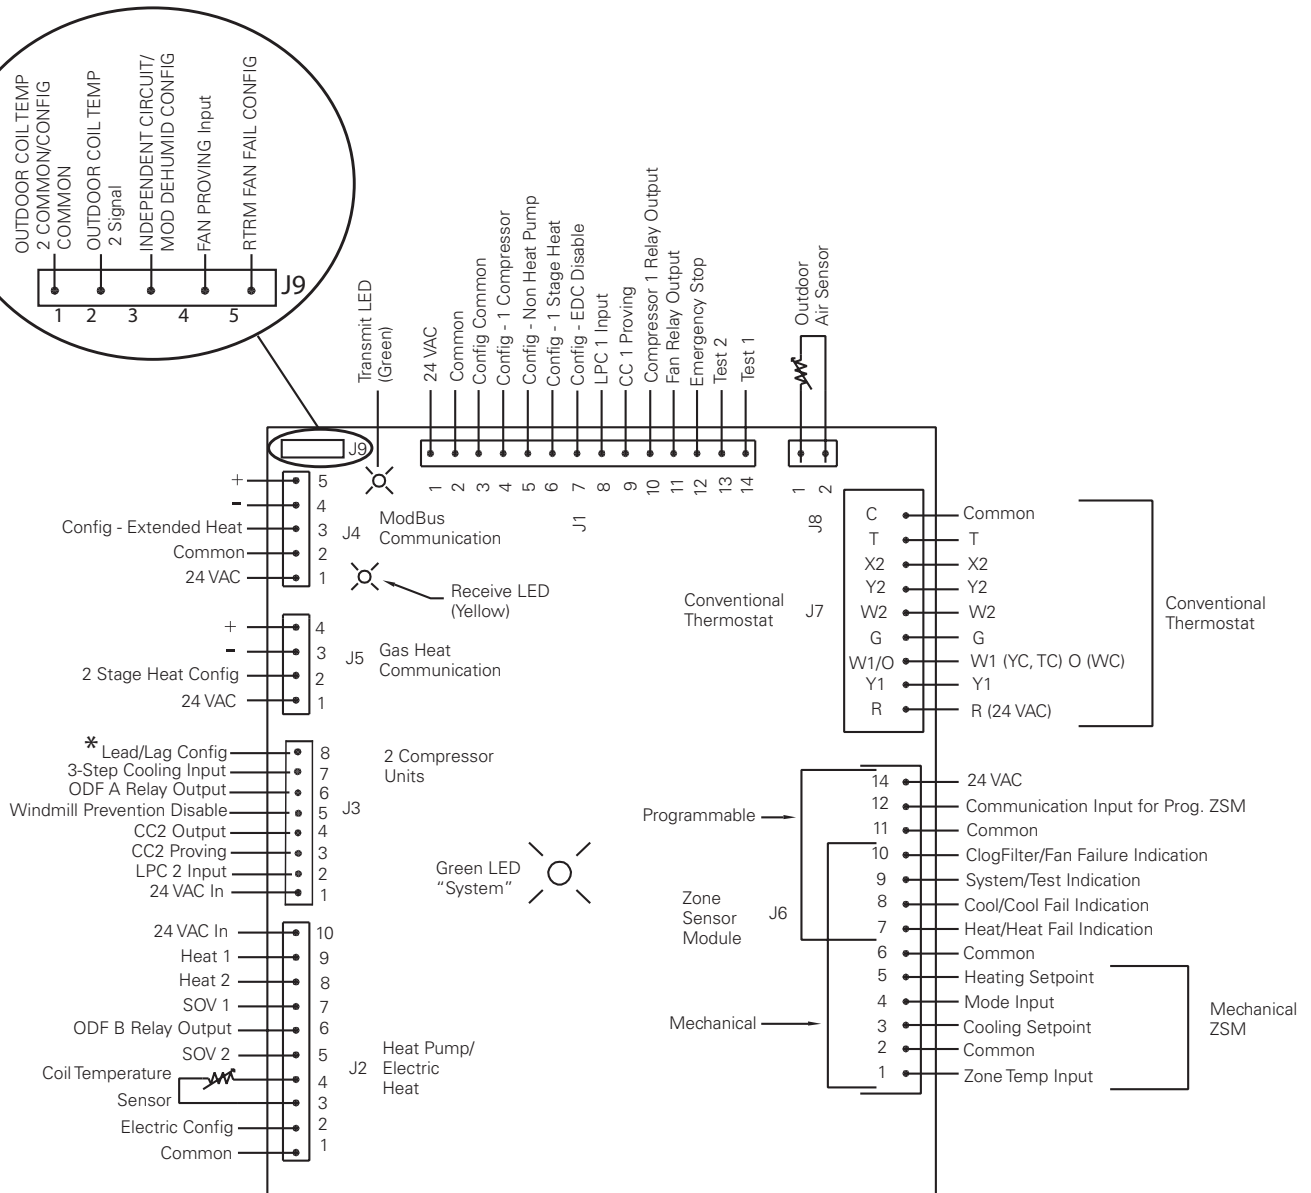 OUTDOOR COIL TEMP
2 COMMON/CONFIG
COMMON
OUTDOOR COIL TEMP
2 Signal
INDEPENDENT CIRCUIT/
MOD DEHUMID CONFIG
FAN PROVING Input
RTRM FAN FAIL CONFIG
J9
1 2 3 4 5
Transmit LED
(Green)
24 VAC
Common
Config Common
Config - 1 Compressor
Config - Non Heat Pump
Config - 1 Stage Heat
Config - EDC Disable
LPC 1 Input
CC 1 Proving
Compressor 1 Relay Output
Fan Relay Output
Emergency Stop
Test 2
Test 1
1 2 3 4 5 6 7 8 9 10 11 12 13 14
J1
Outdoor
Air Sensor
1 2
J8
J9
+ 5
- 4
Config - Extended Heat 3
Common 2
24 VAC 1
J4
ModBus
Communication
Receive LED
(Yellow)
+ 4
- 3
2 Stage Heat Config 2
24 VAC 1
J5
Gas Heat
Communication
* Lead/Lag Config 8
3-Step Cooling Input 7
ODF A Relay Output 6
Windmill Prevention Disable 5
CC2 Output 4
CC2 Proving 3
LPC 2 Input 2
24 VAC In 1
J3
2 Compressor
Units
Green LED
“System”
24 VAC In 10
Heat 1 9
Heat 2 8
SOV 1 7
ODF B Relay Output 6
SOV 2 5
Coil Temperature 4
Sensor 3
Electric Config 2
Common 1
J2
Heat Pump/
Electric
Heat
Conventional
Thermostat
J7
C Common
T T
X2 X2
Y2 Y2
W2 W2
G G
W1/O W1 (YC, TC) O (WC)
Y1 Y1
R R (24 VAC)
Conventional
Thermostat
Programmable
Zone
Sensor
Module
J6
Mechanical
14 24 VAC
12 Communication Input for Prog. ZSM
11 Common
10 ClogFilter/Fan Failure Indication
9 System/Test Indication
8 Cool/Cool Fail Indication
7 Heat/Heat Fail Indication
6 Common
5 Heating Setpoint
4 Mode Input
3 Cooling Setpoint
2 Common
1 Zone Temp Input
Mechanical
ZSM